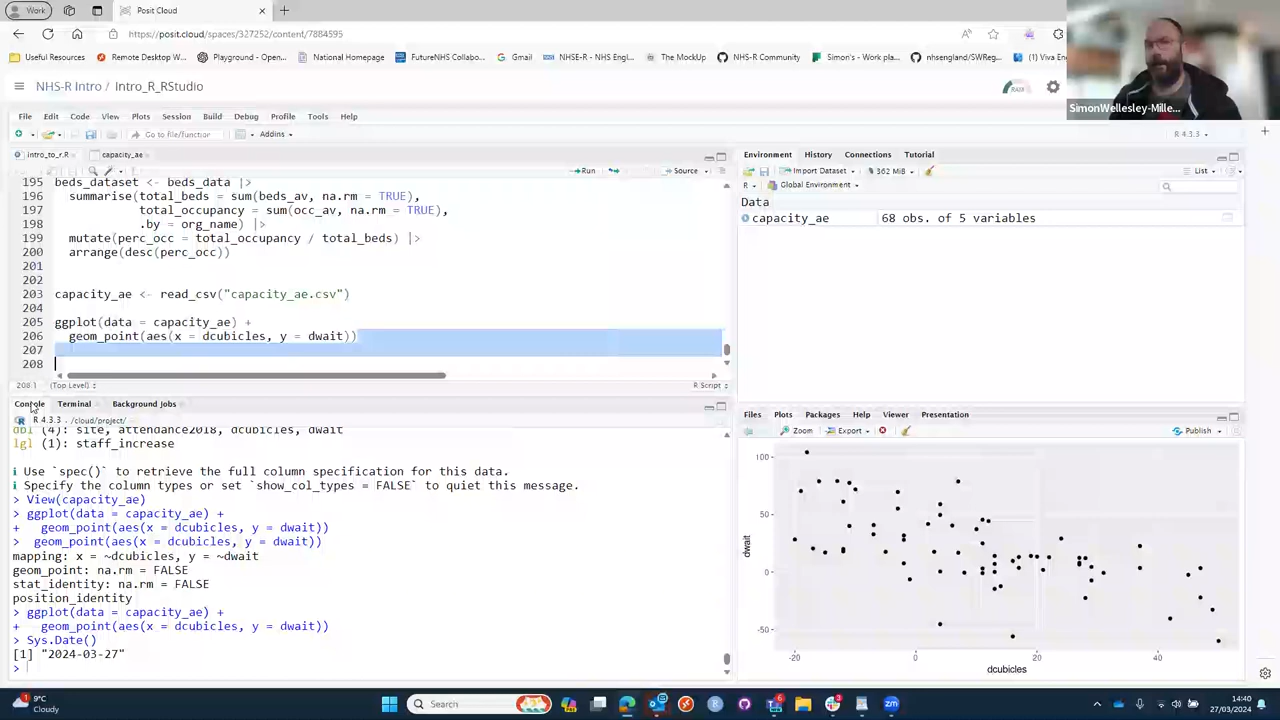 Work
Posit Cloud
https://posit.cloud/spaces/327252/content/7884595
Useful Resources
Remote Desktop W...
Playground - Open...
National Homepage
FutureNHS Collabo...
Gmail
NHSE-R - NHS Engl...
The MockUp
NHS-R Community
Simon's - Work pla...
nhsengland/SWReg...
(1) Viva En
SimonWellesley-Mille...
NHS-R Intro / Intro_R_RStudio
RAM
File Edit Code View Plots Session Build Debug Profile Tools Help
Go to file/function
Addins
R 4.3.3
intro_to_r.R
capacity_ae
Run
Source
195 beds_dataset <- beds_data |>
196 summarise(total_beds = sum(beds_av, na.rm = TRUE),
197 total_occupancy = sum(occ_av, na.rm = TRUE),
198 .by = org_name) |>
199 mutate(perc_occ = total_occupancy / total_beds) |>
200 arrange(desc(perc_occ))
201
202
203 capacity_ae <- read_csv("capacity_ae.csv")
204
205 ggplot(data = capacity_ae) +
206 geom_point(aes(x = dcubicles, y = dwait))
207
208
208:1 (Top Level)
R Script
Console Terminal Background Jobs
R 4.3.3 · /cloud/project/
dbl (4): site, attendance2018, dcubicles, dwait
lgl (1): staff_increase
ℹ Use `spec()` to retrieve the full column specification for this data.
ℹ Specify the column types or set `show_col_types = FALSE` to quiet this message.
> View(capacity_ae)
> ggplot(data = capacity_ae) +
+ geom_point(aes(x = dcubicles, y = dwait))
> geom_point(aes(x = dcubicles, y = dwait))
mapping: x = ~dcubicles, y = ~dwait
geom_point: na.rm = FALSE
stat_identity: na.rm = FALSE
position_identity
> ggplot(data = capacity_ae) +
+ geom_point(aes(x = dcubicles, y = dwait))
> Sys.Date()
[1] "2024-03-27"
>
Environment History Connections Tutorial
Import Dataset
362 MiB
List
R
Global Environment
Data
capacity_ae 68 obs. of 5 variables
Files Plots Packages Help Viewer Presentation
Zoom
Export
Publish
100
50
0
-50
dwait
-20 0 20 40
dcubicles
1
9°C
Cloudy
Search
3
14:40
27/03/2024